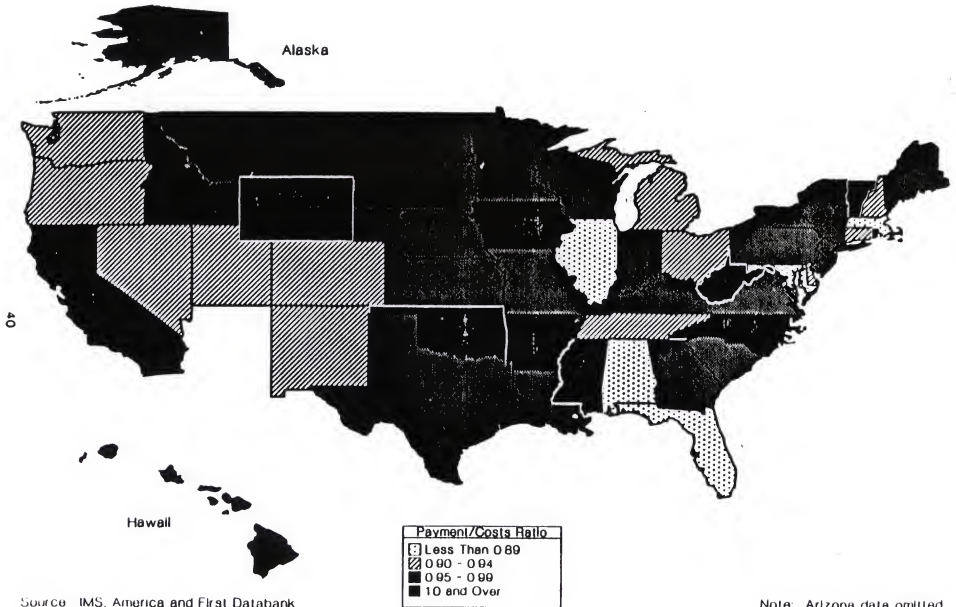 Alaska
40
Hawaii
Payment/Costs Ratio
Less Than 0 89
0 90 - 0 94
0 95 - 0 99
1 0 and Over
Source IMS, America and First Databank
Note: Arizona data omitted